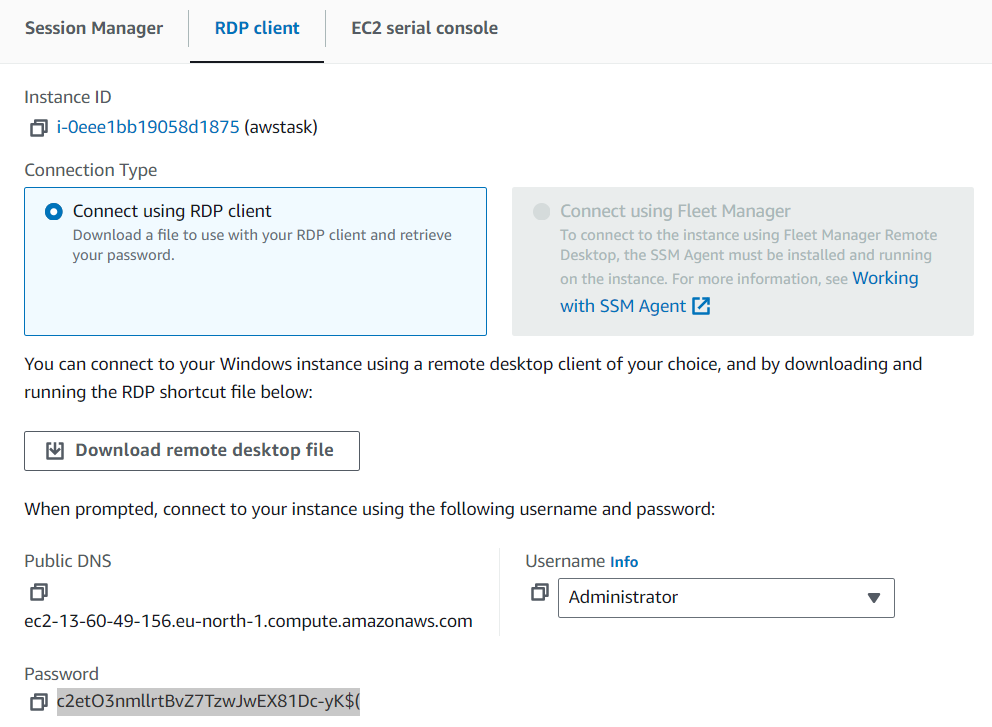 Session Manager
RDP client
EC2 serial console
Instance ID
i-0eee1bb19058d1875 (awstask)
Connection Type
Connect using RDP client
Download a file to use with your RDP client and retrieve
your password.
Connect using Fleet Manager
To connect to the instance using Fleet Manager Remote
Desktop, the SSM Agent must be installed and running
on the instance. For more information, see Working
with SSM Agent
You can connect to your Windows instance using a remote desktop client of your choice, and by downloading and
running the RDP shortcut file below:
Download remote desktop file
When prompted, connect to your instance using the following username and password:
Public DNS
ec2-13-60-49-156.eu-north-1.compute.amazonaws.com
Username Info
Administrator
Password
c2etO3nmllrtBvZ7TzwJwEX81Dc-yK$(